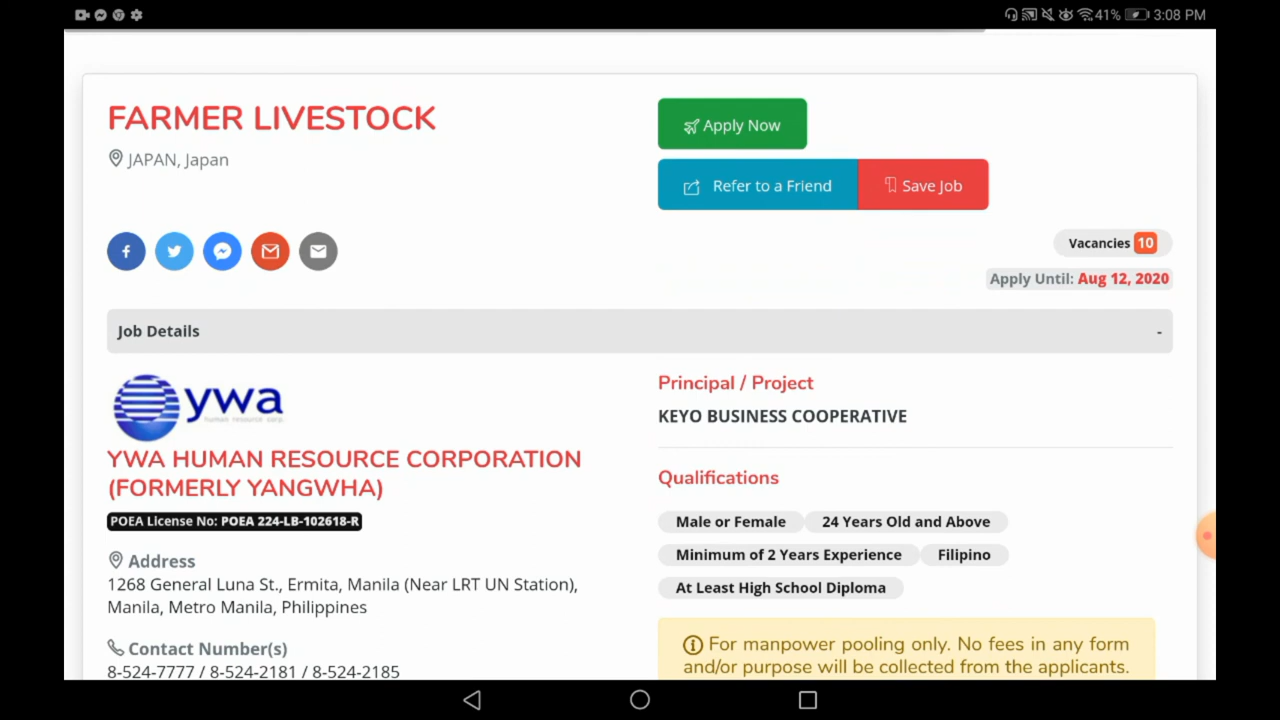 41% 3:08 PM
FARMER LIVESTOCK
JAPAN, Japan
Apply Now
Refer to a Friend
Save Job
Vacancies 10
Apply Until: Aug 12, 2020
Job Details -
ywa
human resource corp.
YWA HUMAN RESOURCE CORPORATION
(FORMERLY YANGWHA)
POEA License No: POEA 224-LB-102618-R
Address
1268 General Luna St., Ermita, Manila (Near LRT UN Station),
Manila, Metro Manila, Philippines
Contact Number(s)
8-524-7777 / 8-524-2181 / 8-524-2185
Principal / Project
KEYO BUSINESS COOPERATIVE
Qualifications
Male or Female 24 Years Old and Above
Minimum of 2 Years Experience Filipino
At Least High School Diploma
For manpower pooling only. No fees in any form
and/or purpose will be collected from the applicants.